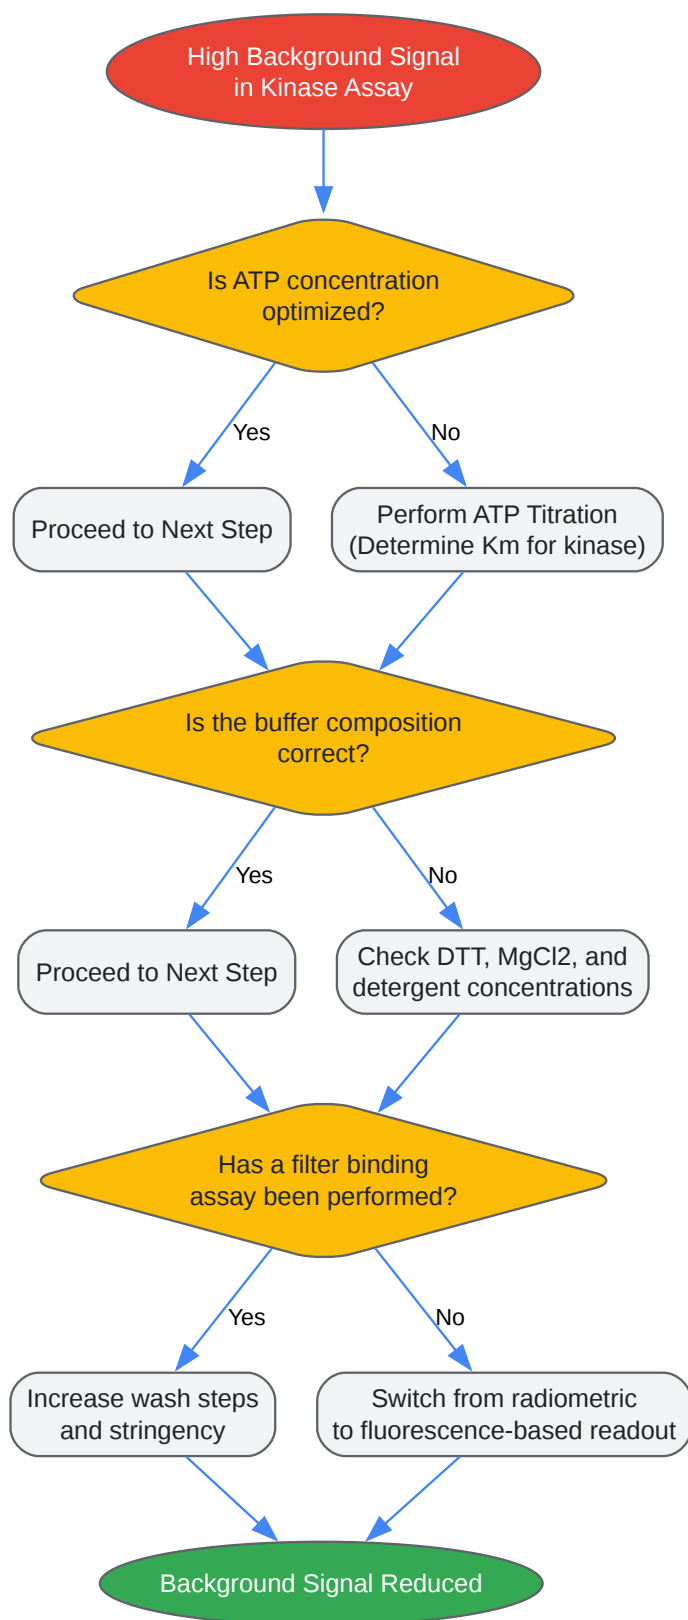 High Background Signal
in Kinase Assay
Is ATP concentration
optimized?
Yes
No
Proceed to Next Step
Perform ATP Titration
(Determine Km for kinase)
Is the buffer composition
correct?
Yes
No
Proceed to Next Step
Check DTT, MgCl2, and
detergent concentrations
Has a filter binding
assay been performed?
Yes
No
Increase wash steps
and stringency
Switch from radiometric
to fluorescence-based readout
Background Signal Reduced